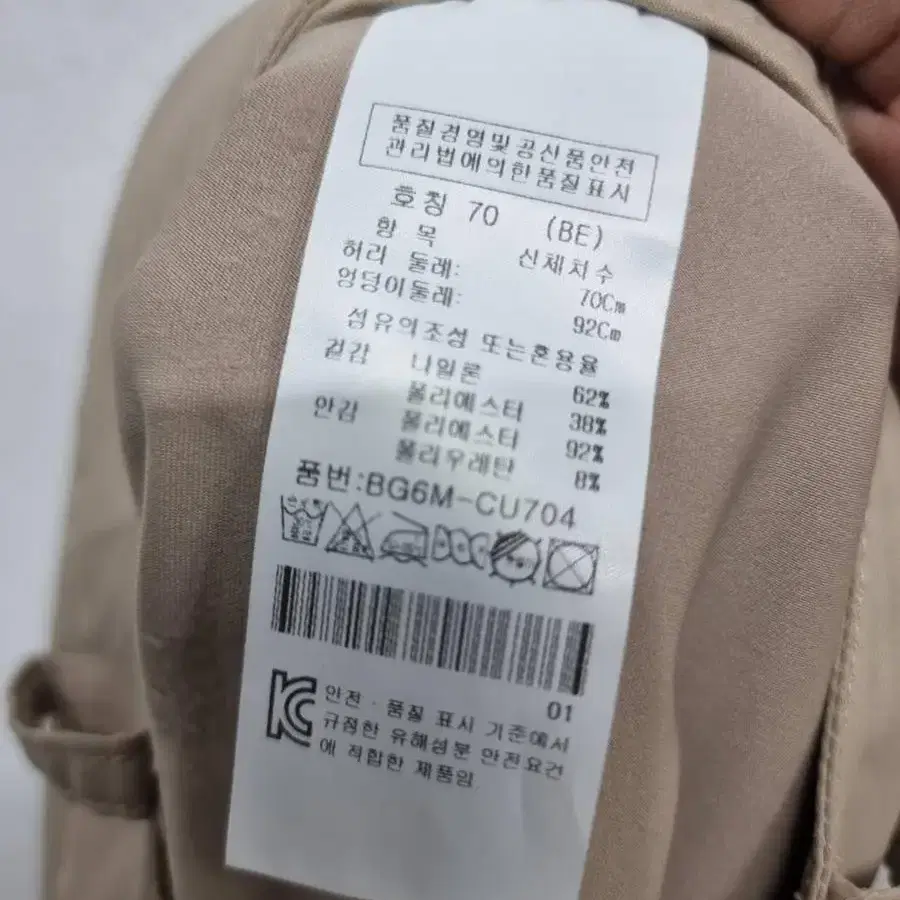 품질경영및공산품안전
관리법에의한품질표시
호칭 70 (BE)
항 목 신체치수
허리 둘레: 70Cm
엉덩이둘레: 92Cm
섬유의조성 또는혼용율
겉감 나일론 62%
폴리에스터 38%
안감 폴리에스터 92%
폴리우레탄 8%
품번:BG6M-CU704
01
안전·품질 표시 기준에서
규정한 유해성분 안전요건
에 적합한 제품임